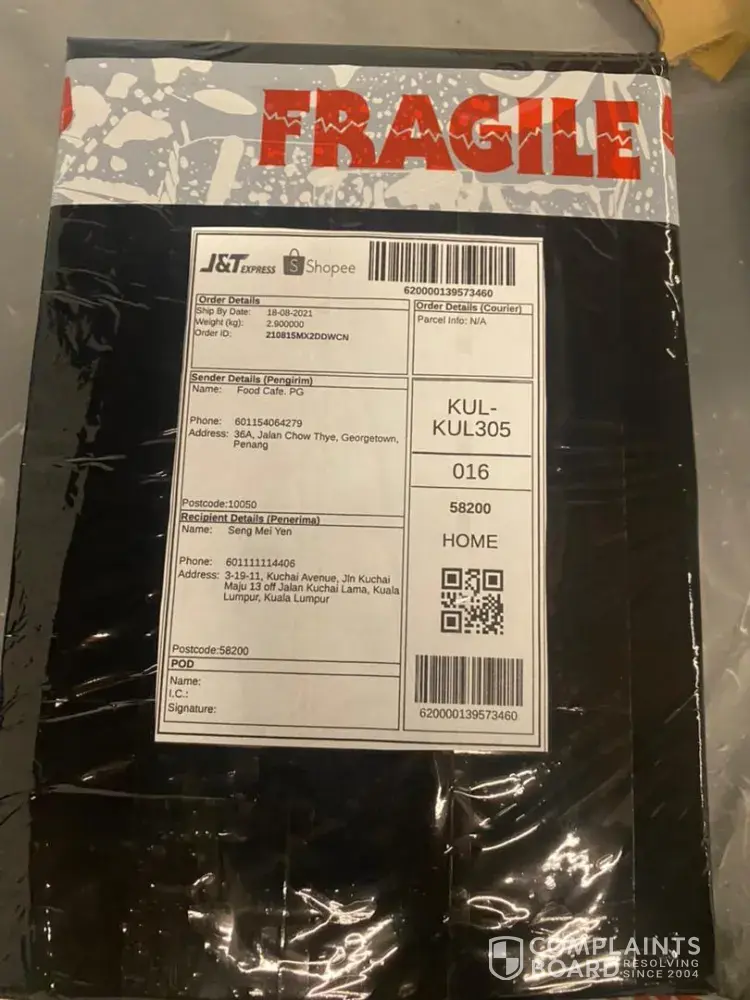 FRAGILE
J&T EXPRESS Shopee
620000139573460
Order Details
Ship By Date: 18-08-2021
Weight (kg): 2.900000
Order ID: 210815MX2DDWCN
Order Details (Courier)
Parcel Info: N/A
Sender Details (Pengirim)
Name: Food Cafe. PG
Phone: 601154064279
Address: 36A, Jalan Chow Thye, Georgetown,
Penang
Postcode:10050
KUL-
KUL305
016
58200
HOME
Recipient Details (Penerima)
Name: Seng Mei Yen
Phone: 601111114406
Address: 3-19-11, Kuchai Avenue, Jln Kuchai
Maju 13 off Jalan Kuchai Lama, Kuala
Lumpur, Kuala Lumpur
Postcode:58200
POD
Name:
I.C.:
Signature:
620000139573460
COMPLAINTS
BOARD RESOLVING
SINCE 2004